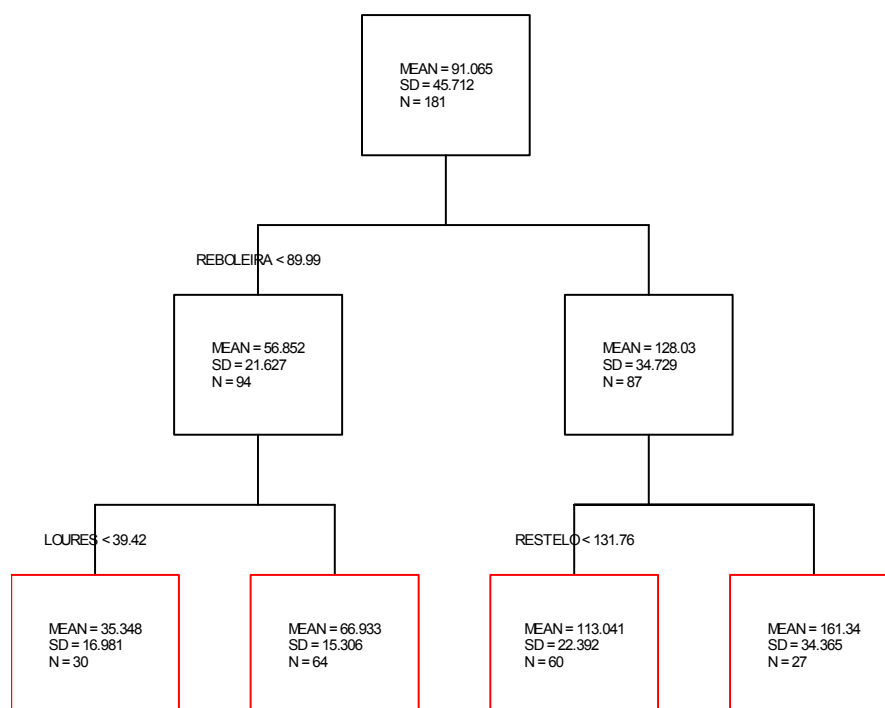 MEAN = 91.065
SD = 45.712
N = 181
REBOLEIRA < 89.99
MEAN = 56.852
SD = 21.627
N = 94
MEAN = 128.03
SD = 34.729
N = 87
LOURES < 39.42
RESTELO < 131.76
MEAN = 35.348
SD = 16.981
N = 30
MEAN = 66.933
SD = 15.306
N = 64
MEAN = 113.041
SD = 22.392
N = 60
MEAN = 161.34
SD = 34.365
N = 27